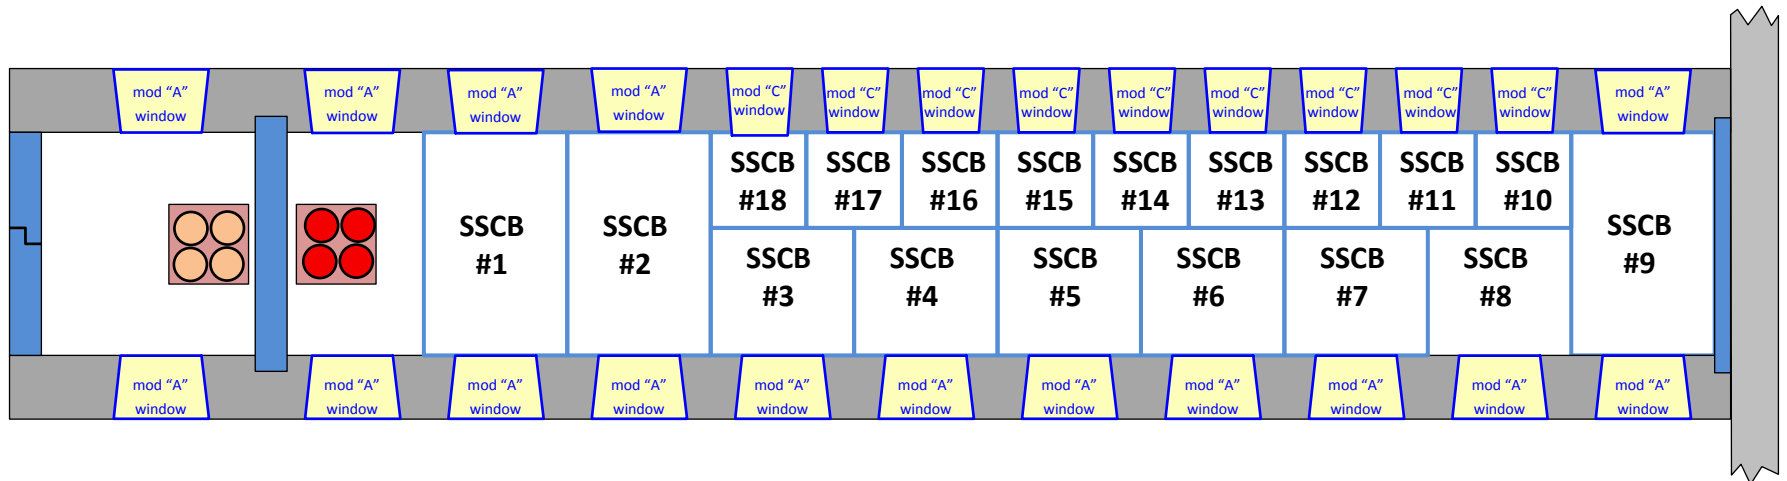 mod “A”
window
mod “A”
window
mod “A”
window
mod “A”
window
mod “C”
window
mod “C”
window
mod “C”
window
mod “C”
window
mod “C”
window
mod “C”
window
mod “C”
window
mod “C”
window
mod “C”
window
mod “A”
window
SSCB
#1
SSCB
#2
SSCB
#18
SSCB
#17
SSCB
#16
SSCB
#15
SSCB
#14
SSCB
#13
SSCB
#12
SSCB
#11
SSCB
#10
SSCB
#9
SSCB
#3
SSCB
#4
SSCB
#5
SSCB
#6
SSCB
#7
SSCB
#8
mod “A”
window
mod “A”
window
mod “A”
window
mod “A”
window
mod “A”
window
mod “A”
window
mod “A”
window
mod “A”
window
mod “A”
window
mod “A”
window
mod “A”
window